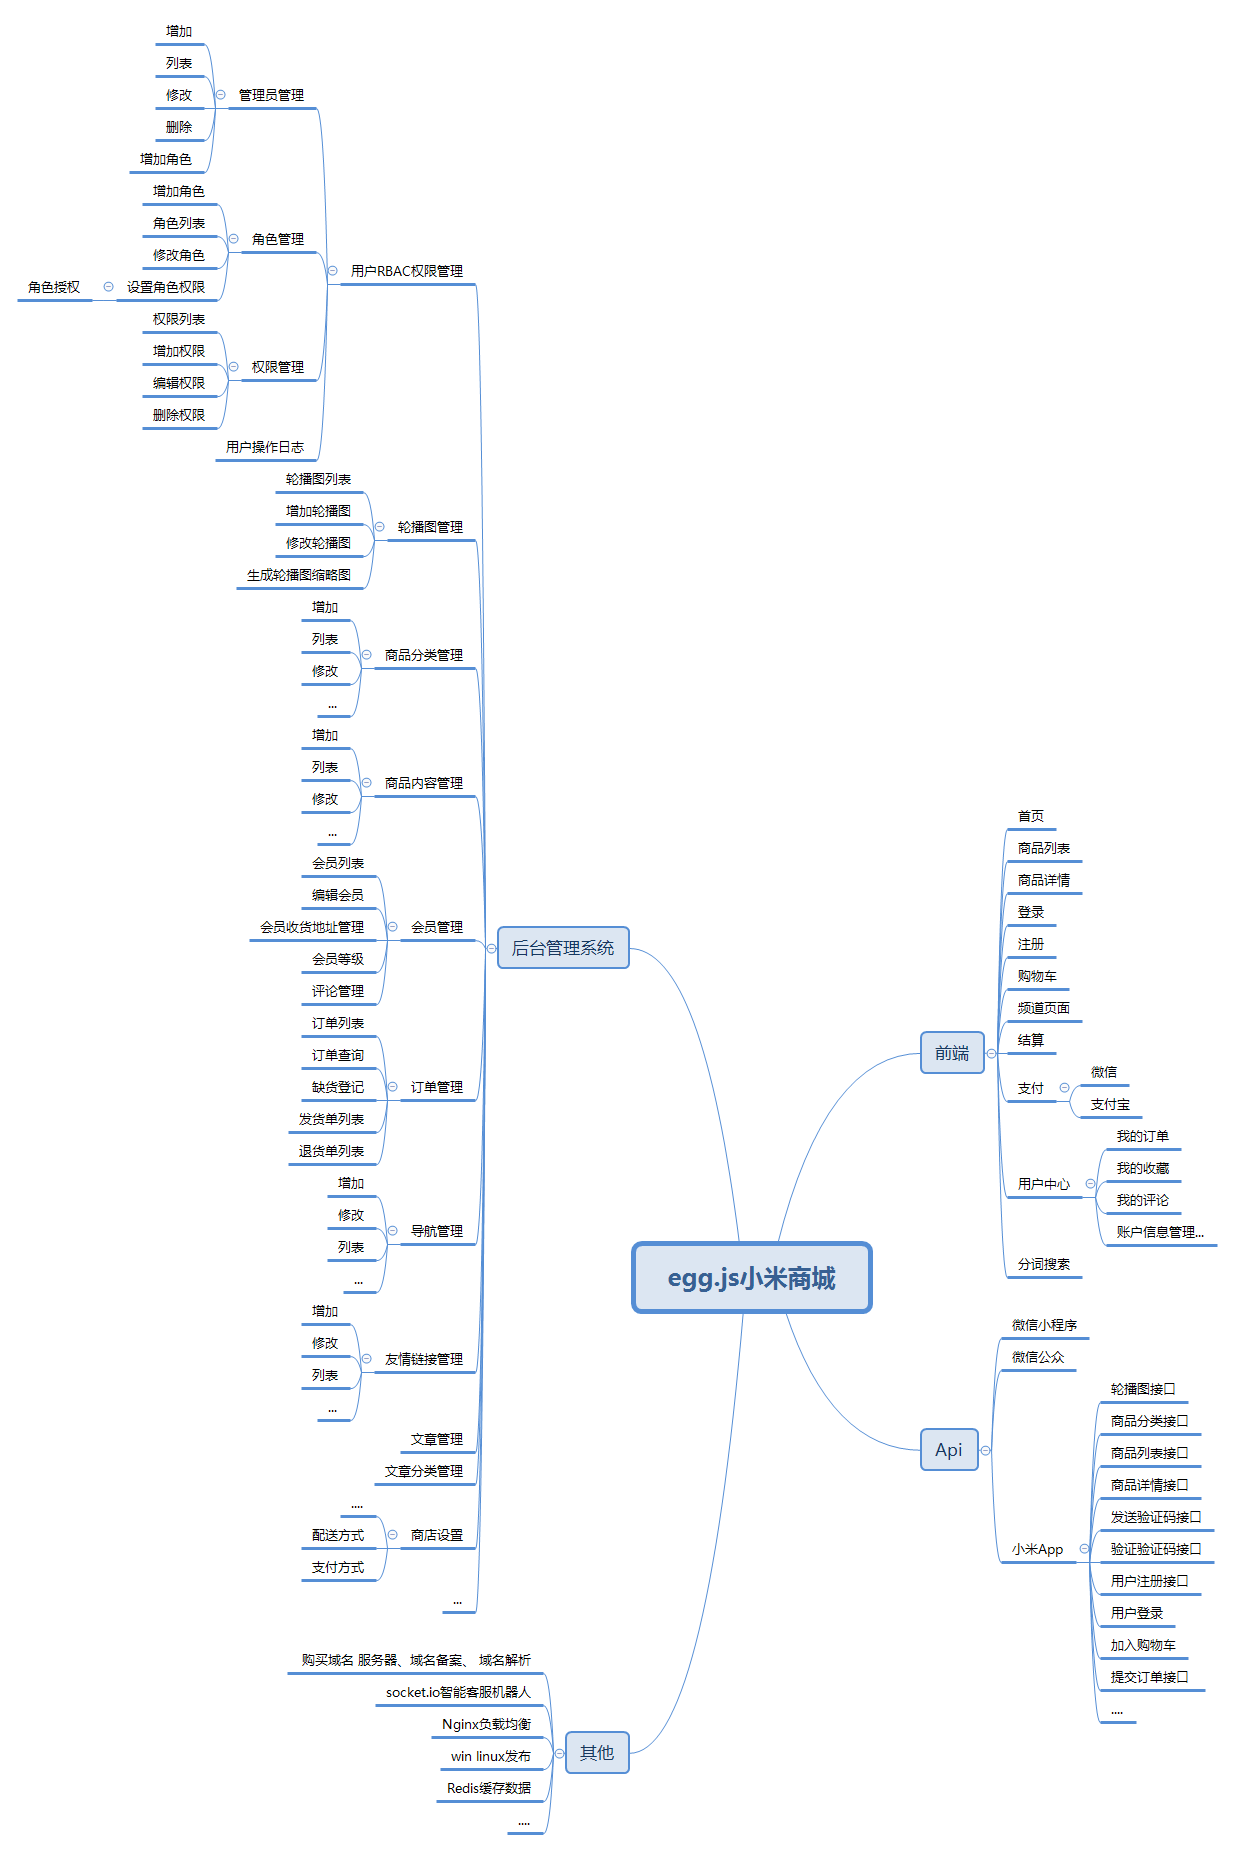 egg.js小米商城
后台管理系统
用户RBAC权限管理
管理员管理
增加
列表
修改
删除
增加角色
角色管理
增加角色
角色列表
修改角色
设置角色权限
角色授权
权限管理
权限列表
增加权限
编辑权限
删除权限
用户操作日志
轮播图管理
轮播图列表
增加轮播图
修改轮播图
生成轮播图缩略图
商品分类管理
增加
列表
修改
...
商品内容管理
增加
列表
修改
...
会员管理
会员列表
编辑会员
会员收货地址管理
会员等级
评论管理
订单管理
订单列表
订单查询
缺货登记
发货单列表
退货单列表
导航管理
增加
修改
列表
...
友情链接管理
增加
修改
列表
...
文章管理
文章分类管理
商店设置
....
配送方式
支付方式
...
其他
购买域名 服务器、域名备案、 域名解析
socket.io智能客服机器人
Nginx负载均衡
win linux发布
Redis缓存数据
....
前端
首页
商品列表
商品详情
登录
注册
购物车
频道页面
结算
支付
微信
支付宝
用户中心
我的订单
我的收藏
我的评论
账户信息管理...
分词搜索
Api
微信小程序
微信公众
小米App
轮播图接口
商品分类接口
商品列表接口
商品详情接口
发送验证码接口
验证验证码接口
用户注册接口
用户登录
加入购物车
提交订单接口
....